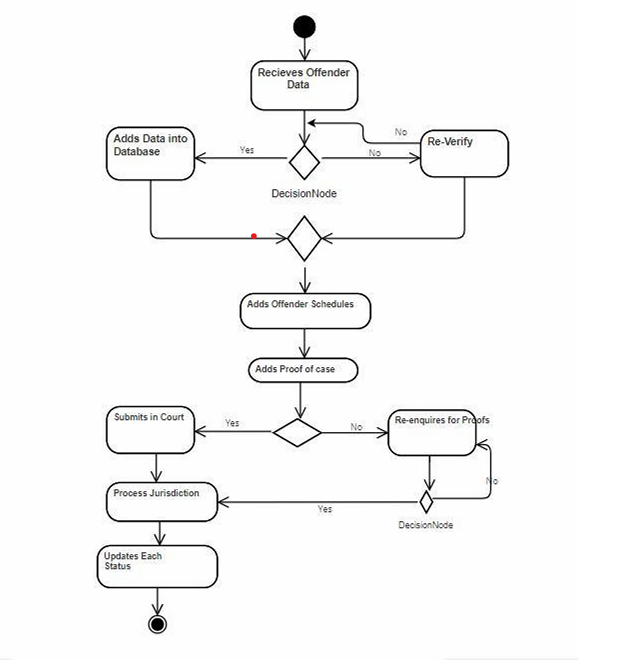 Recieves Offender
Data
No
Adds Data into
Database
Yes
No
Re-Verify
DecisionNode
Adds Offender Schedules
Adds Proof of case
Submits in Court
Yes
No
Re-enquires for Proofs
Process Jurisdiction
No
Yes
DecisionNode
Updates Each
Status